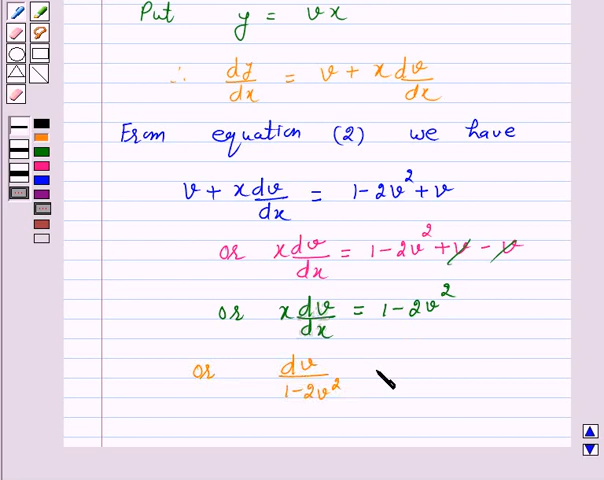 Put y = vx
∴ dy/dx = v + x dv/dx
From equation (2) we have
v + x dv/dx = 1 - 2v² + v
or x dv/dx = 1 - 2v² + v - v
or x dv/dx = 1 - 2v²
or dv/1-2v²